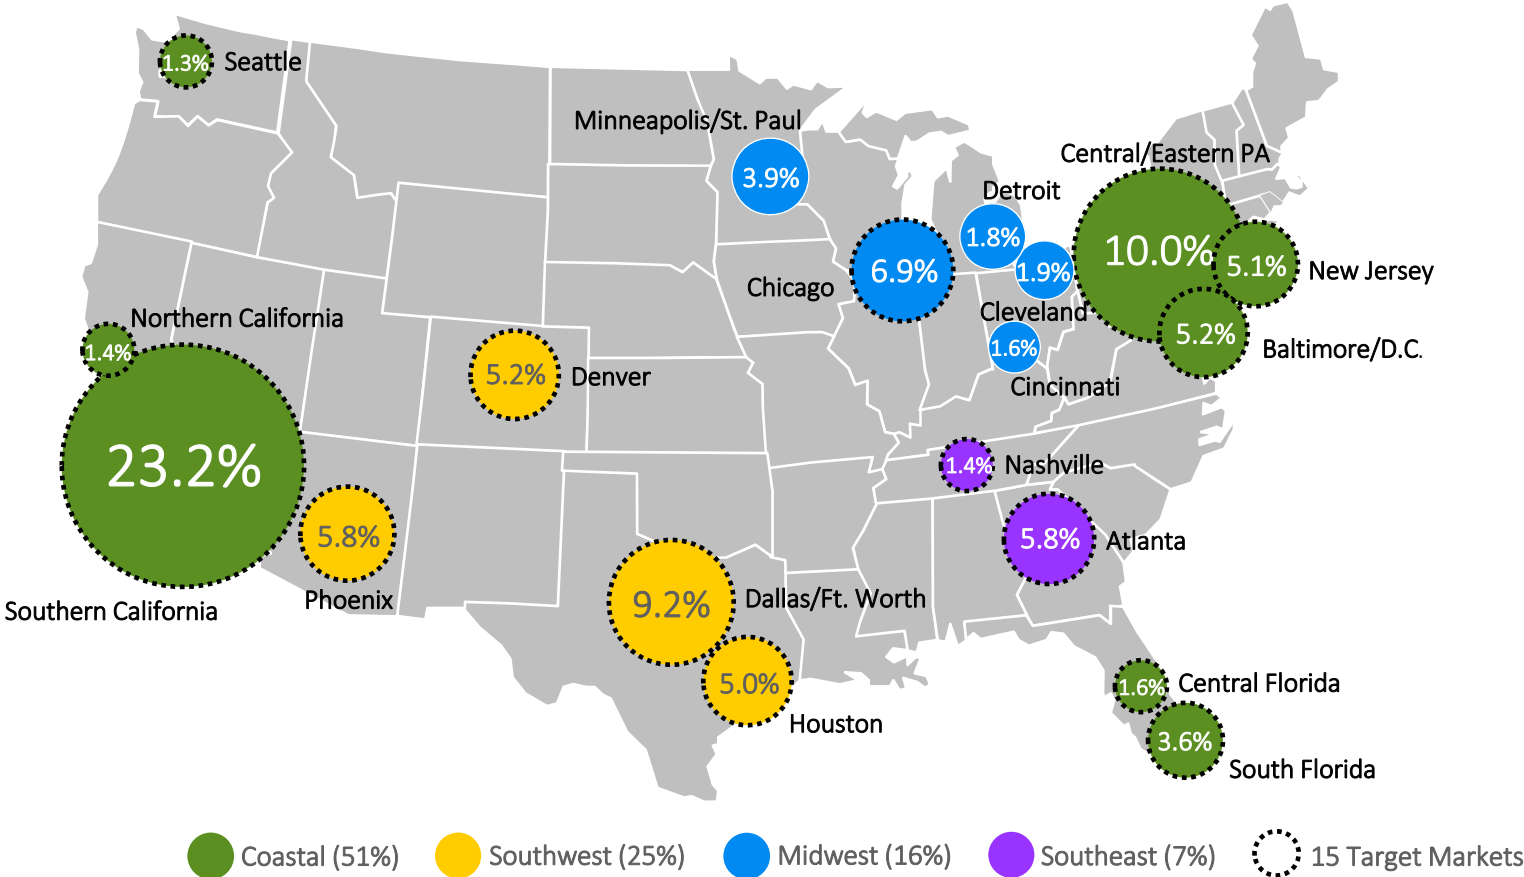 1.3%
Seattle
Minneapolis/St. Paul
3.9%
Central/Eastern PA
10.0%
Detroit
1.8%
Chicago
6.9%
1.9%
Cleveland
5.1%
New Jersey
5.2%
Baltimore/D.C.
1.6%
Cincinnati
Northern California
1.4%
5.2%
Denver
23.2%
Southern California
5.8%
Phoenix
1.4%
Nashville
5.8%
Atlanta
9.2%
Dallas/Ft. Worth
5.0%
Houston
1.6%
Central Florida
3.6%
South Florida
Coastal (51%)
Southwest (25%)
Midwest (16%)
Southeast (7%)
15 Target Markets